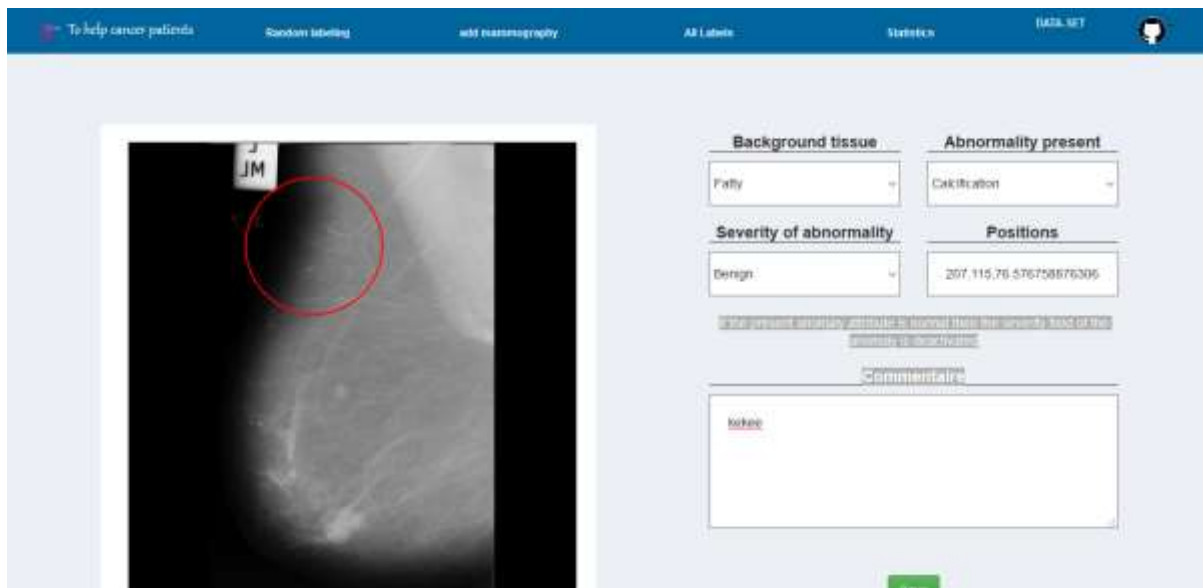 To help cancer patients
Random labeling
add mammography
All Labels
Statistics
DATA SET
Background tissue
Abnormality present
Fatty
Calcification
Severity of abnormality
Positions
Benign
207,115,76.576758876306
Commentaire
kekee